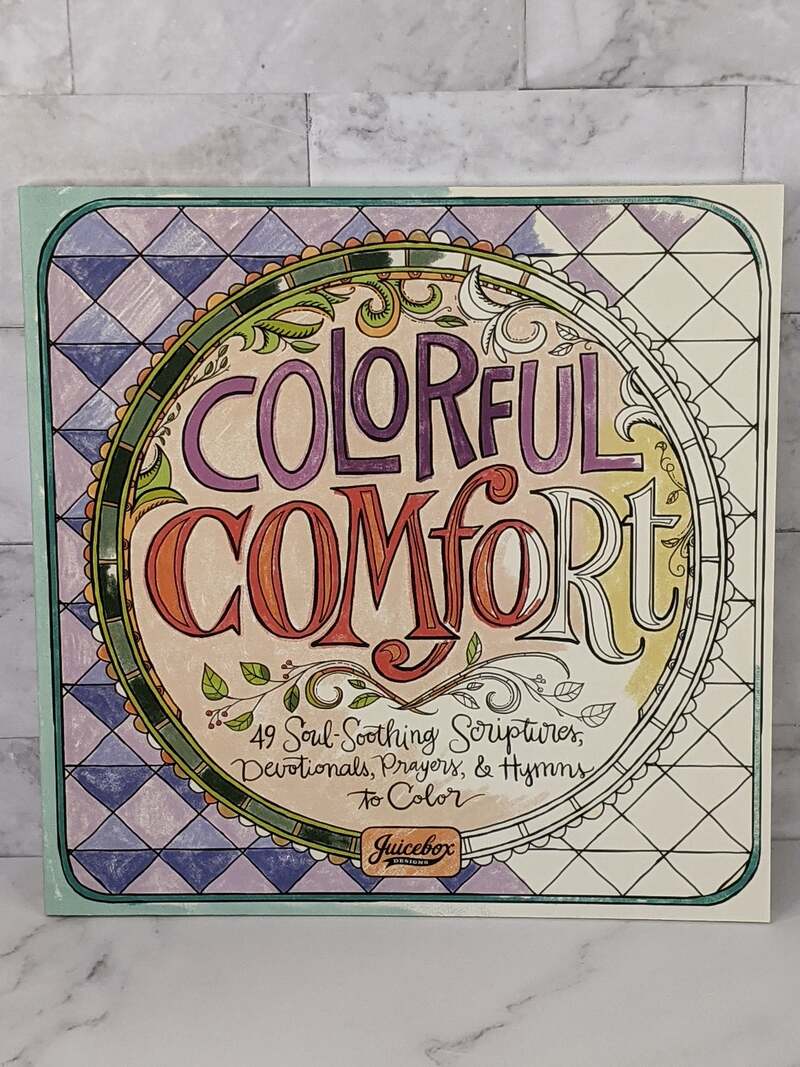 COLORFUL
COMfORt
49 Soul-Soothing Scriptures,
Devotionals, Prayers, & Hymns
to Color
Juicebox
DESIGNS